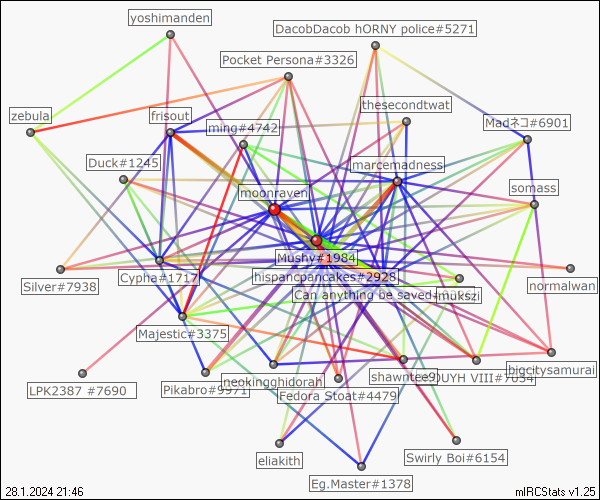 yoshimanden
DacobDacob hORNY police#5271
Pocket Persona#3326
thesecondtwat
zebula
frisout
ming#4742
Madネコ#6901
Duck#1245
marcemadness
moonraven
somass
Mushy#1984
Silver#7938
Cypha#1717
hispancpancakes#2928
normalwan
Can anything be saved
mukszi
Majestic#3375
LPK2387 #7690
Pikabro#9971
neokingghidorah
shawntee9
OUYH VIII#7034
bigcitysamurai
Fedora Stoat#4479
eliakith
Swirly Boi#6154
Eg.Master#1378
28.1.2024 21:46
mIRCStats v1.25